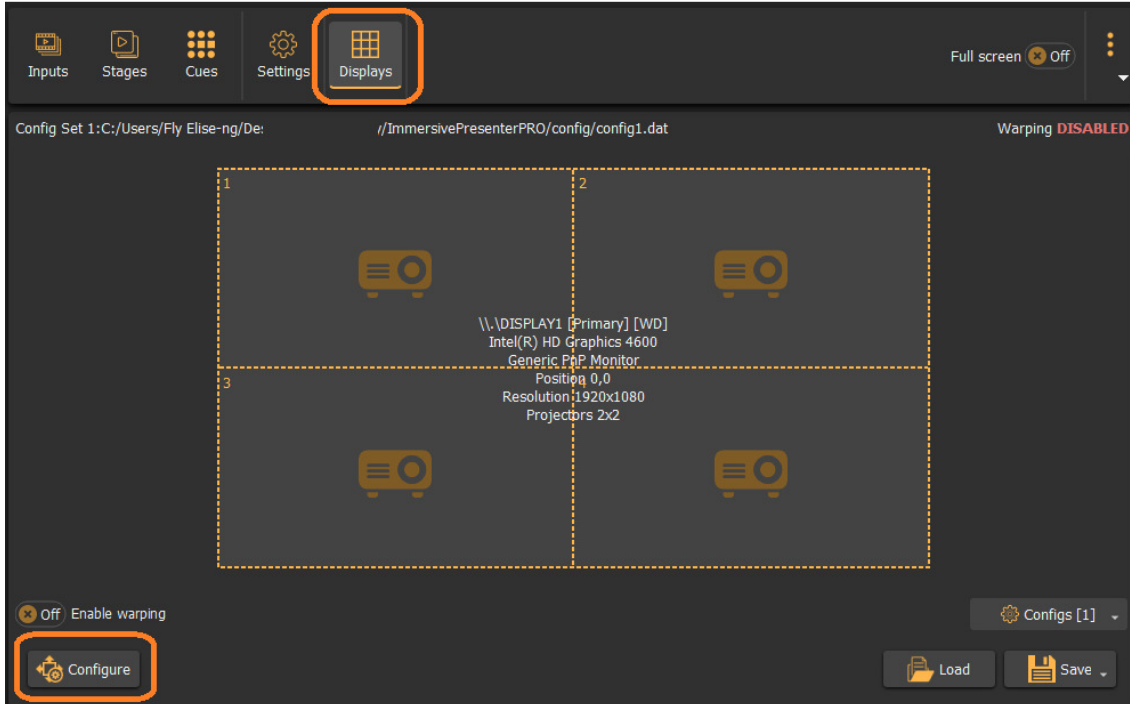 Inputs Stages Cues Settings Displays Full screen Off
Config Set 1:C:/Users/Fly Elise-ng/De: /ImmersivePresenterPRO/config/config1.dat Warping DISABLED
1 2
\\.\DISPLAY1 [Primary] [WD]
Intel(R) HD Graphics 4600
Generic PnP Monitor
3 Position 0,0 4
Resolution 1920x1080
Projectors 2x2
Off Enable warping Configs [1]
Configure Load Save